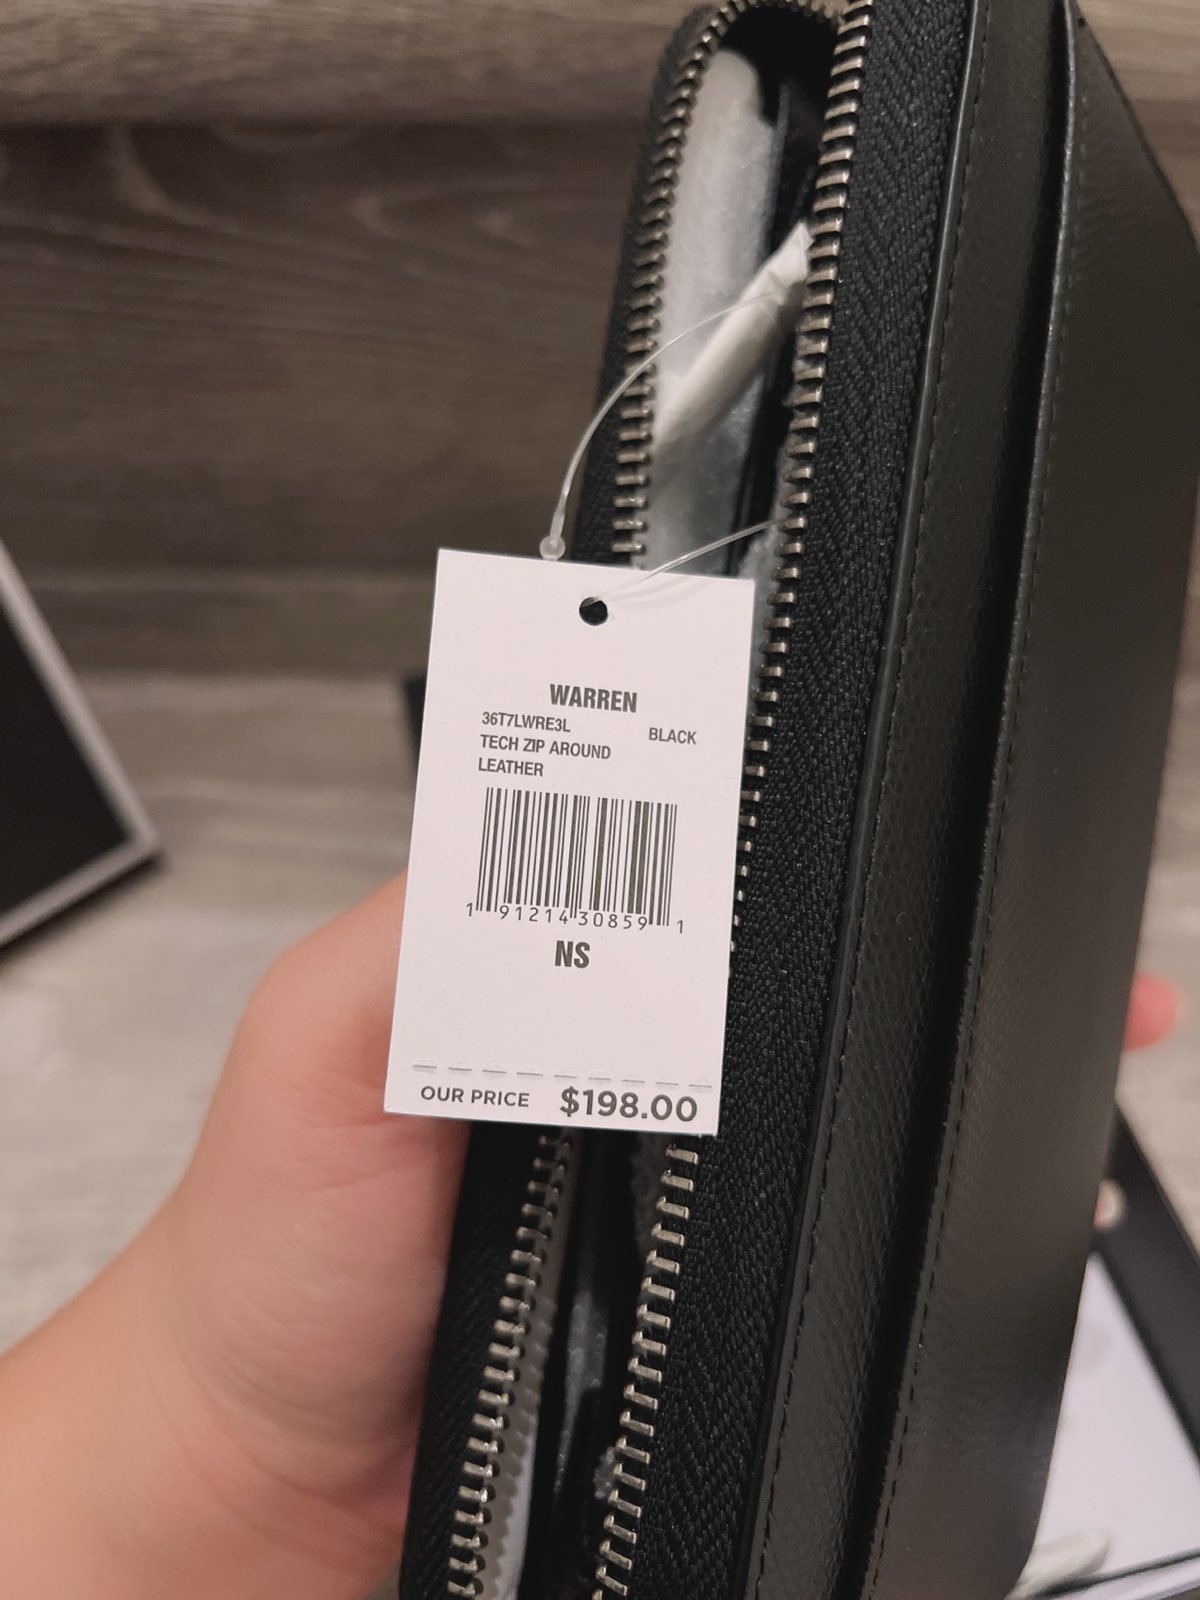 WARREN
36T7LWRE3L BLACK
TECH ZIP AROUND
LEATHER
1 91214 30859 1
NS
OUR PRICE $198.00